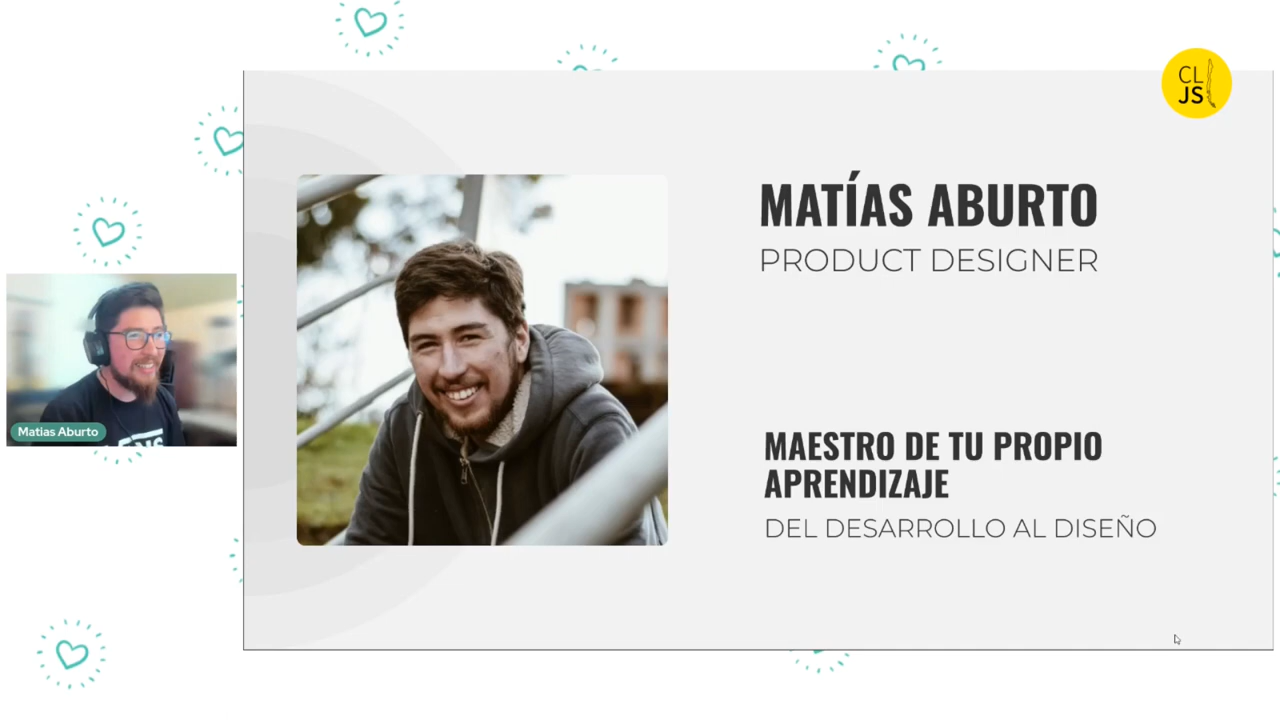 CL
JS
MATÍAS ABURTO
PRODUCT DESIGNER
MAESTRO DE TU PROPIO
APRENDIZAJE
DEL DESARROLLO AL DISEÑO
Matias Aburto